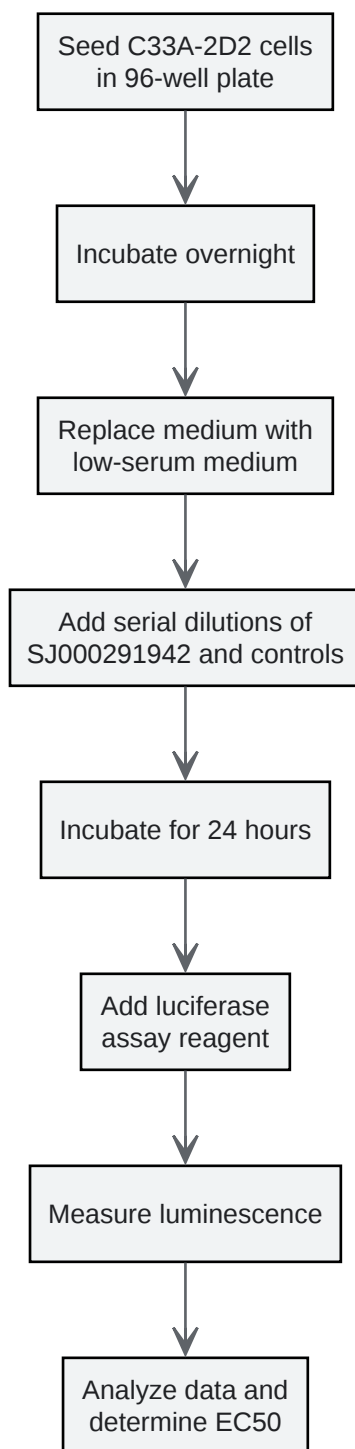 Seed C33A-2D2 cells
in 96-well plate
Incubate overnight
Replace medium with
low-serum medium
Add serial dilutions of
SJ000291942 and controls
Incubate for 24 hours
Add luciferase
assay reagent
Measure luminescence
Analyze data and
determine EC50